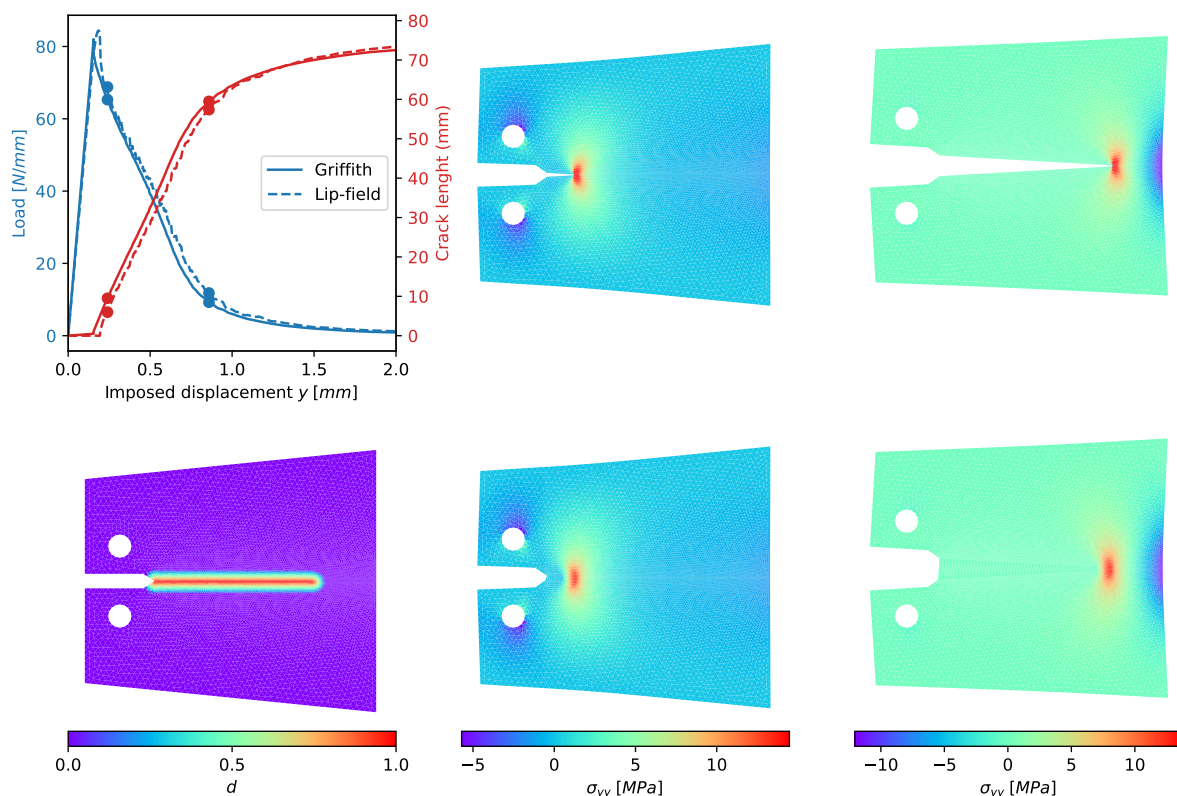 80
60
40
20
0
Load [N/mm]
80
70
60
50
40
30
20
10
0
Crack lenght (mm)
Griffith
Lip-field
0.0 0.5 1.0 1.5 2.0
Imposed displacement y [mm]
0.0 0.5 1.0
d
−5 0 5 10
σyy [MPa]
−10 −5 0 5 10
σyy [MPa]